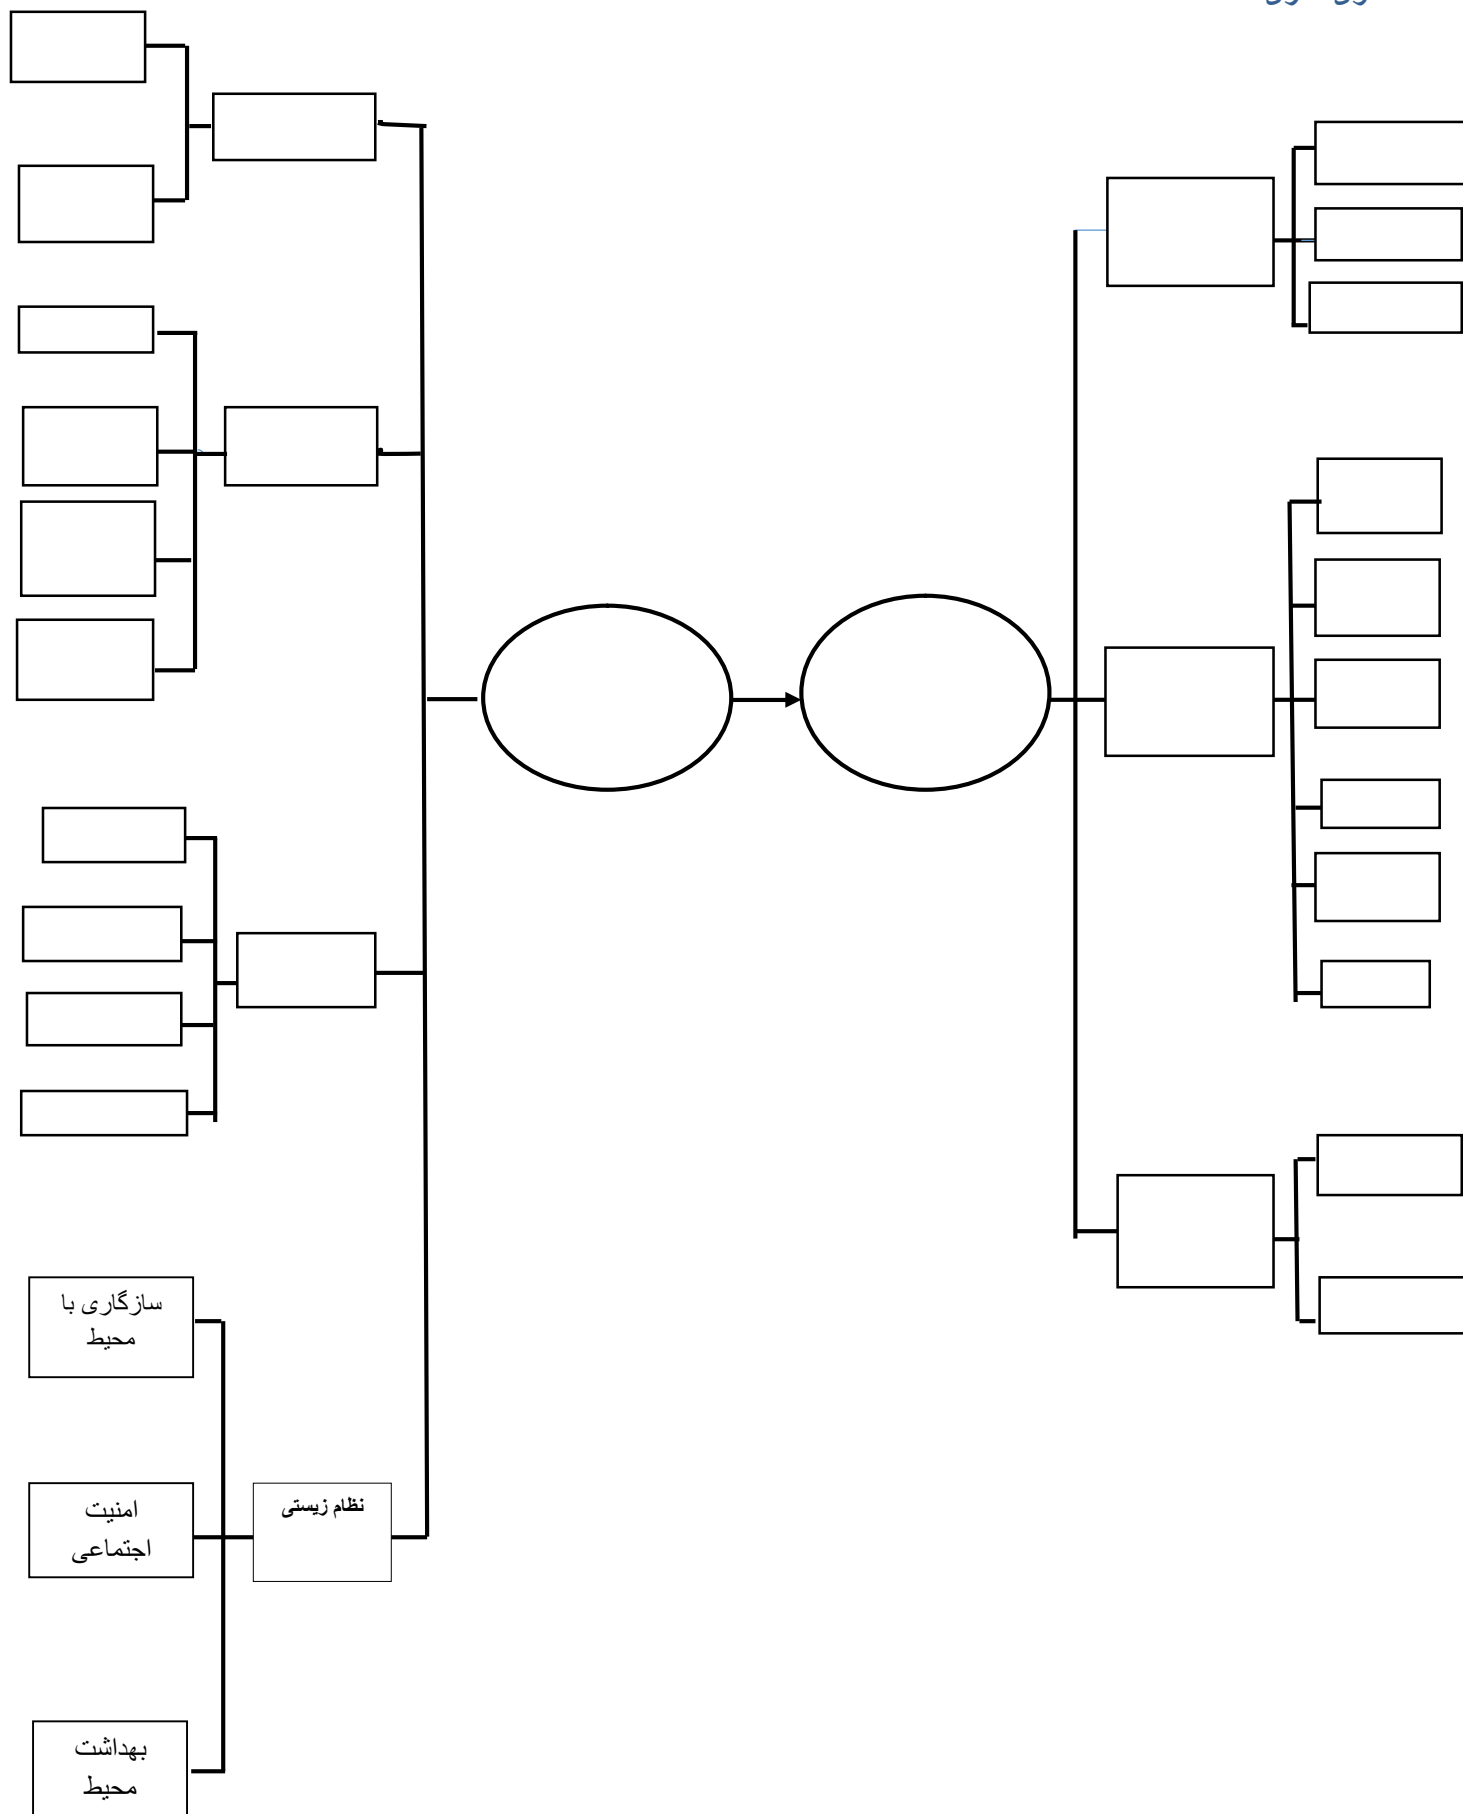 سازگاری با
محیط
نظام زیستی
امنیت
اجتماعی
بهداشت
محیط